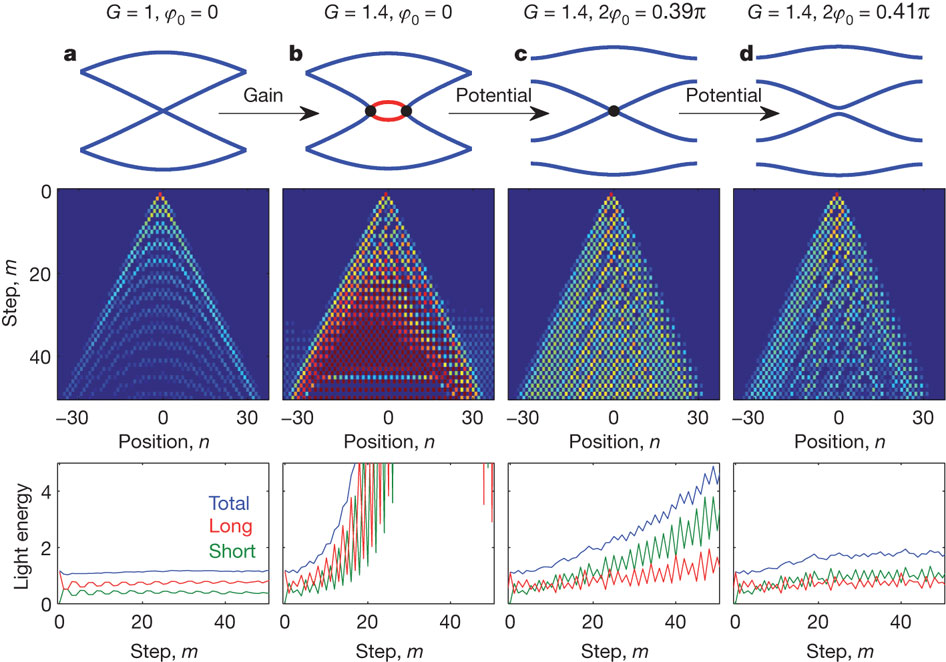 G = 1, φ0 = 0
G = 1.4, φ0 = 0
G = 1.4, 2φ0 = 0.39π
G = 1.4, 2φ0 = 0.41π
a
b
c
d
Gain
Potential
Potential
Step, m
0
20
40
−30 0 30
−30 0 30
−30 0 30
−30 0 30
Position, n
Position, n
Position, n
Position, n
Light energy
4
2
0
Total
Long
Short
0 20 40
0 20 40
0 20 40
0 20 40
Step, m
Step, m
Step, m
Step, m